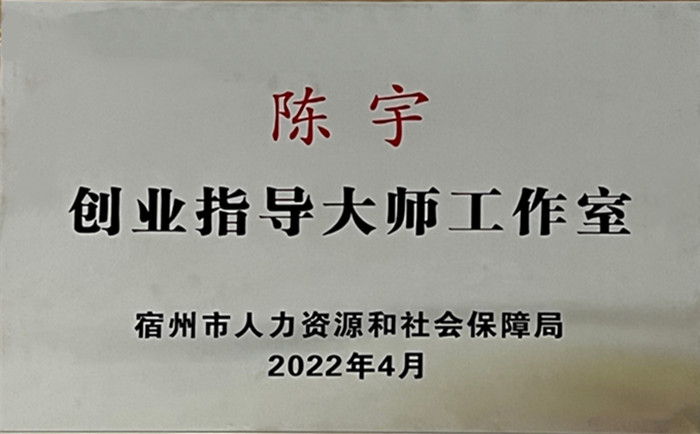 陈宇
创业指导大师工作室
宿州市人力资源和社会保障局
2022年4月